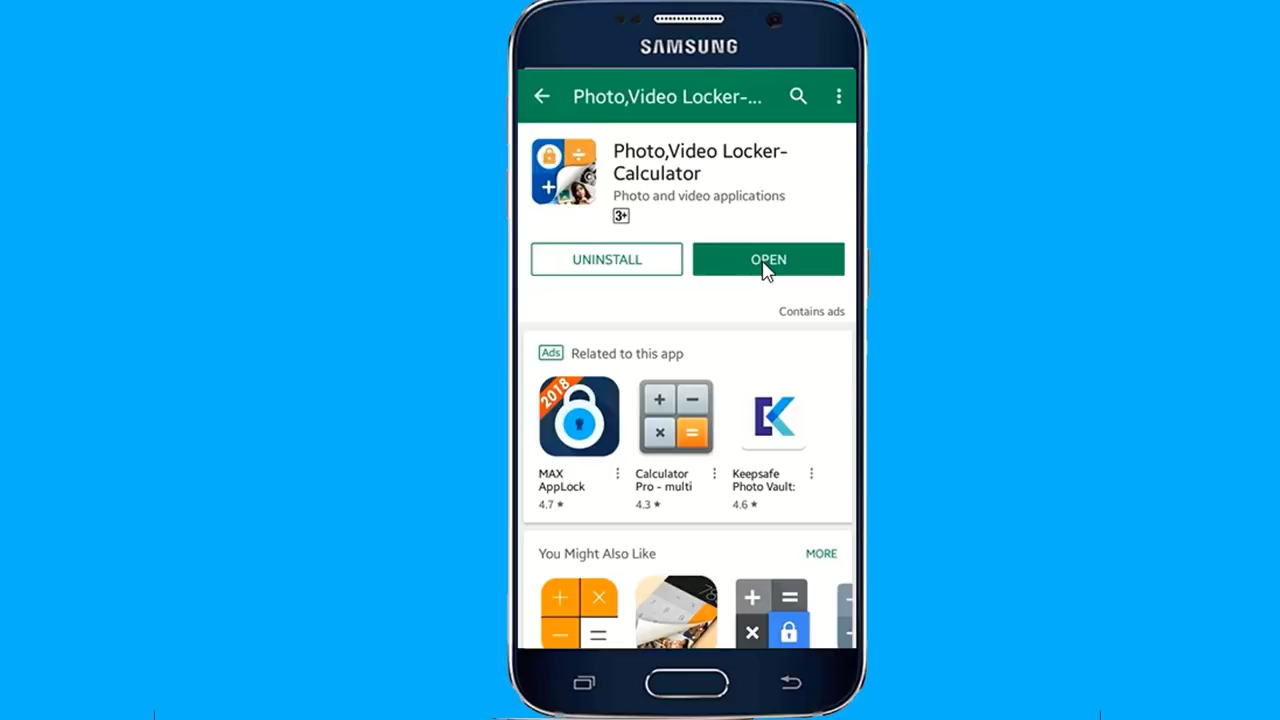 SAMSUNG
Photo,Video Locker-...
Photo,Video Locker-
Calculator
Photo and video applications
3+
UNINSTALL
OPEN
Contains ads
Ads Related to this app
2018
MAX
AppLock
4.7 ★
Calculator
Pro - multi
4.3 ★
Keepsafe
Photo Vault:
4.6 ★
You Might Also Like
MORE